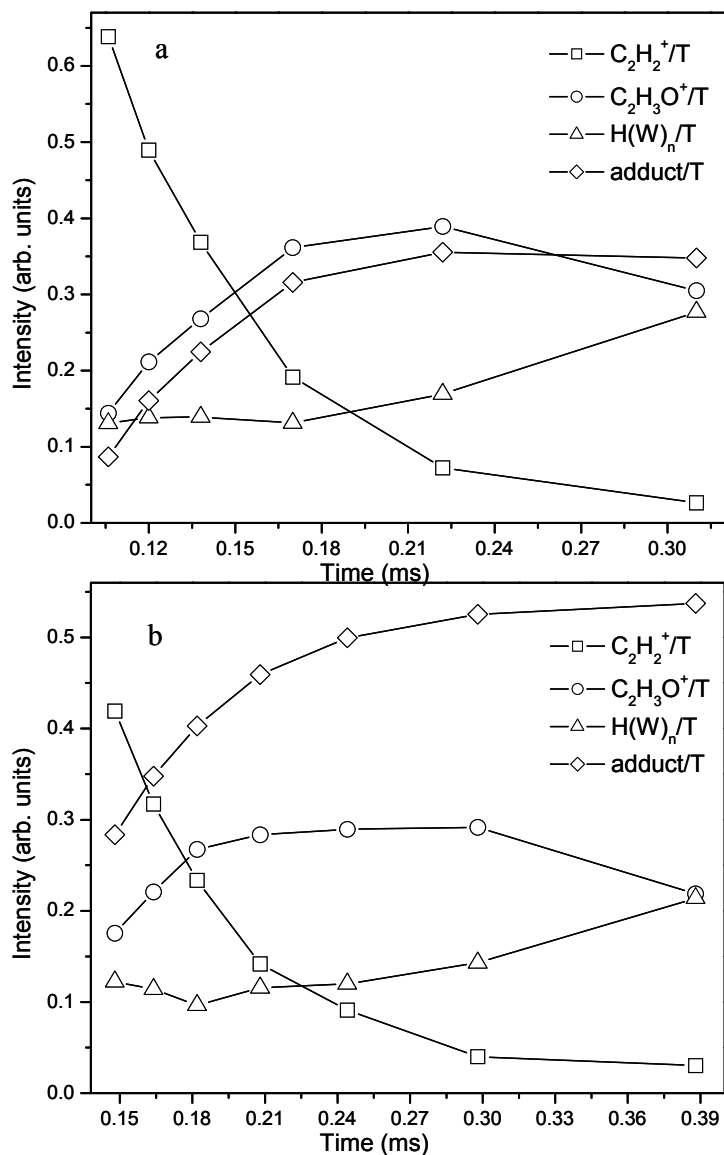 a
C₂H₂⁺/T
C₂H₃O⁺/T
H(W)ₙ/T
adduct/T
Intensity (arb. units)
0.6
0.5
0.4
0.3
0.2
0.1
0.0
0.12 0.15 0.18 0.21 0.24 0.27 0.30
Time (ms)
b
C₂H₂⁺/T
C₂H₃O⁺/T
H(W)ₙ/T
adduct/T
Intensity (arb. units)
0.5
0.4
0.3
0.2
0.1
0.0
0.15 0.18 0.21 0.24 0.27 0.30 0.33 0.36 0.39
Time (ms)